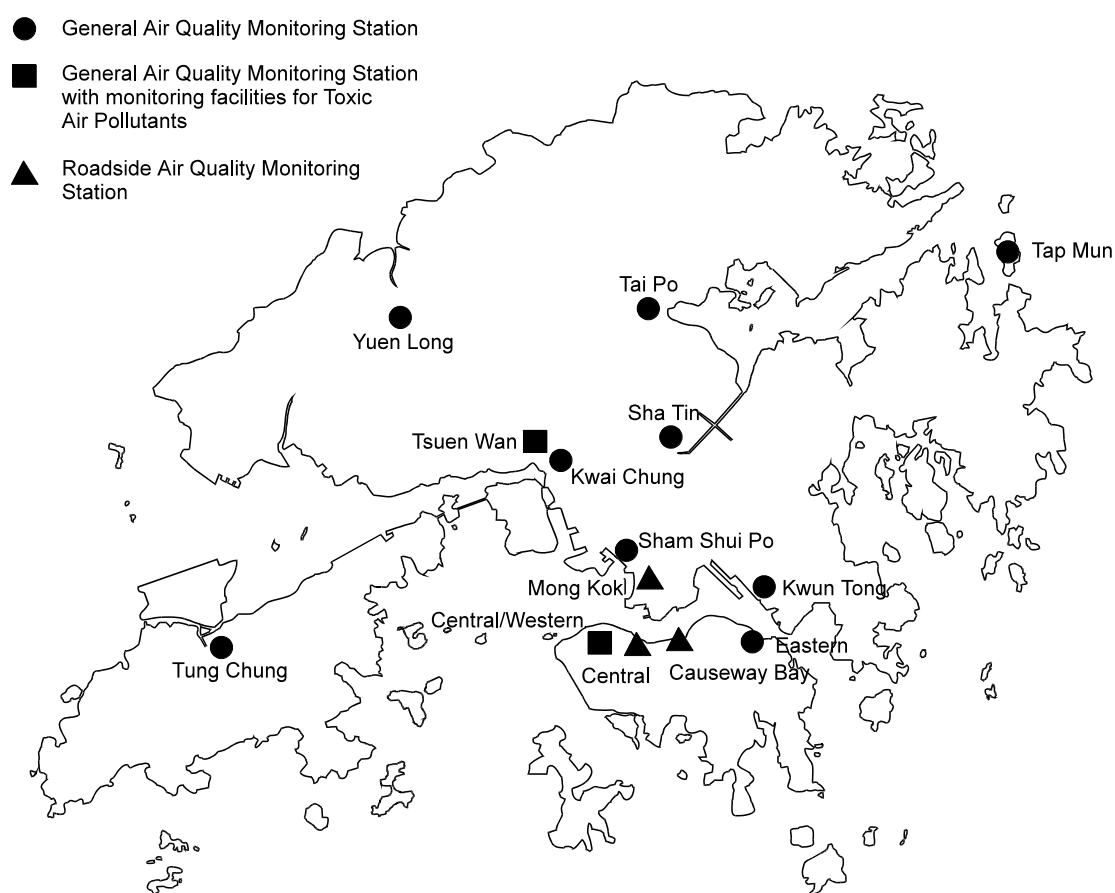 General Air Quality Monitoring Station
General Air Quality Monitoring Station
with monitoring facilities for Toxic
Air Pollutants
Roadside Air Quality Monitoring
Station
Tap Mun
Tai Po
Yuen Long
Sha Tin
Tsuen Wan
Kwai Chung
Sham Shui Po
Mong Kok
Kwun Tong
Central/Western
Eastern
Tung Chung
Central
Causeway Bay